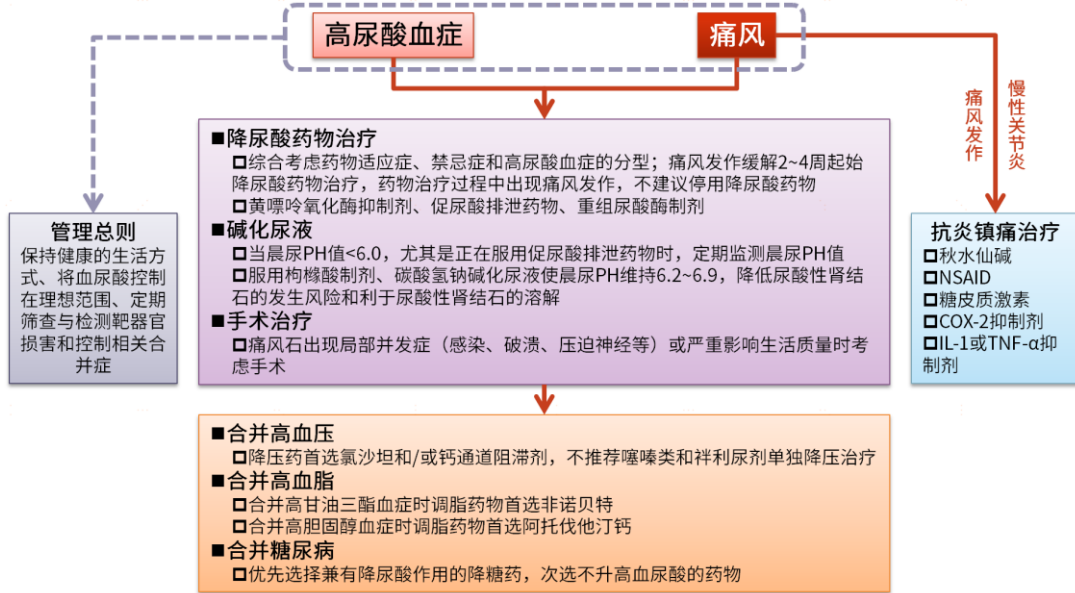 高尿酸血症
痛风
痛风发作
慢性关节炎
■降尿酸药物治疗
□综合考虑药物适应症、禁忌症和高尿酸血症的分型；痛风发作缓解2~4周起始
降尿酸药物治疗，药物治疗过程中出现痛风发作，不建议停用降尿酸药物
□黄嘌呤氧化酶抑制剂、促尿酸排泄药物、重组尿酸酶制剂
■碱化尿液
□当晨尿PH值<6.0，尤其是正在服用促尿酸排泄药物时，定期监测晨尿PH值
□服用枸橼酸制剂、碳酸氢钠碱化尿液使晨尿PH维持6.2~6.9，降低尿酸性肾结
石的发生风险和利于尿酸性肾结石的溶解
■手术治疗
□痛风石出现局部并发症（感染、破溃、压迫神经等）或严重影响生活质量时考
虑手术
管理总则
保持健康的生活方
式、将血尿酸控制
在理想范围、定期
筛查与检测靶器官
损害和控制相关合
并症
抗炎镇痛治疗
□秋水仙碱
□NSAID
□糖皮质激素
□COX-2抑制剂
□IL-1或TNF-α抑
制剂
■合并高血压
□降压药首选氯沙坦和/或钙通道阻滞剂，不推荐噻嗪类和袢利尿剂单独降压治疗
■合并高血脂
□合并高甘油三酯血症时调脂药物首选非诺贝特
□合并高胆固醇血症时调脂药物首选阿托伐他汀钙
■合并糖尿病
□优先选择兼有降尿酸作用的降糖药，次选不升高血尿酸的药物